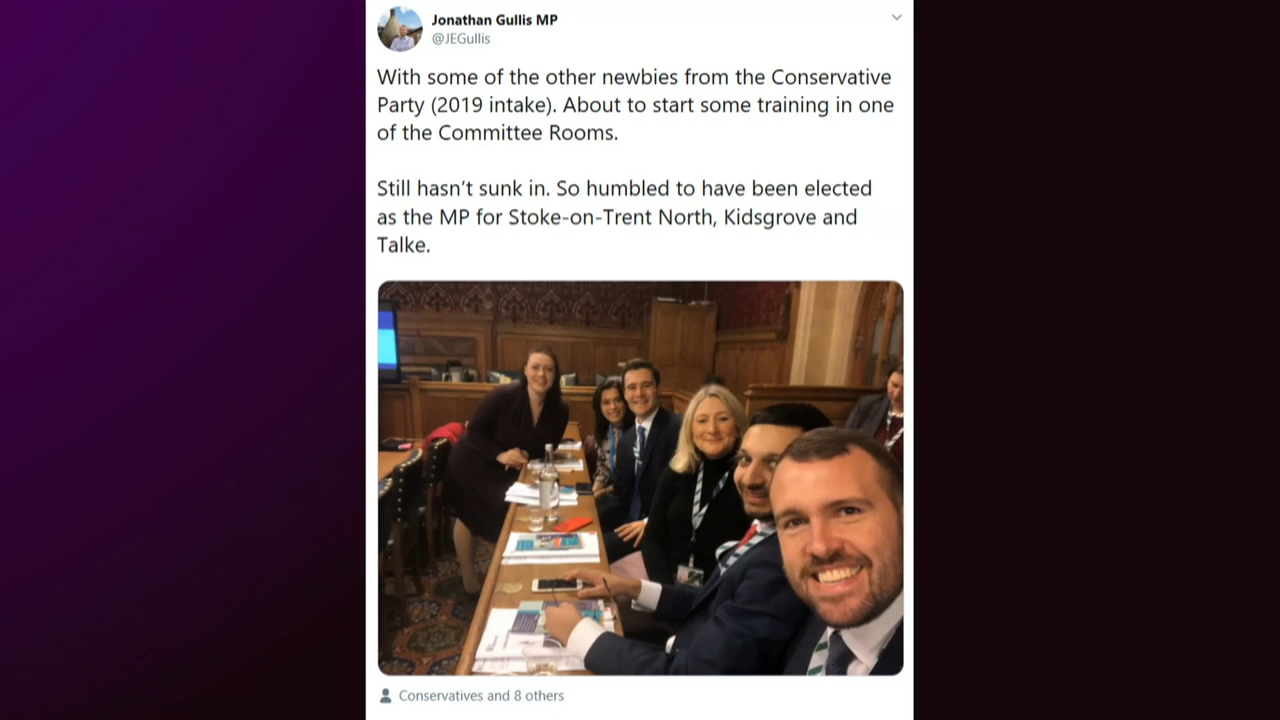 Jonathan Gullis MP
@JEGullis
With some of the other newbies from the Conservative
Party (2019 intake). About to start some training in one
of the Committee Rooms.
Still hasn't sunk in. So humbled to have been elected
as the MP for Stoke-on-Trent North, Kidsgrove and
Talke.
Conservatives and 8 others